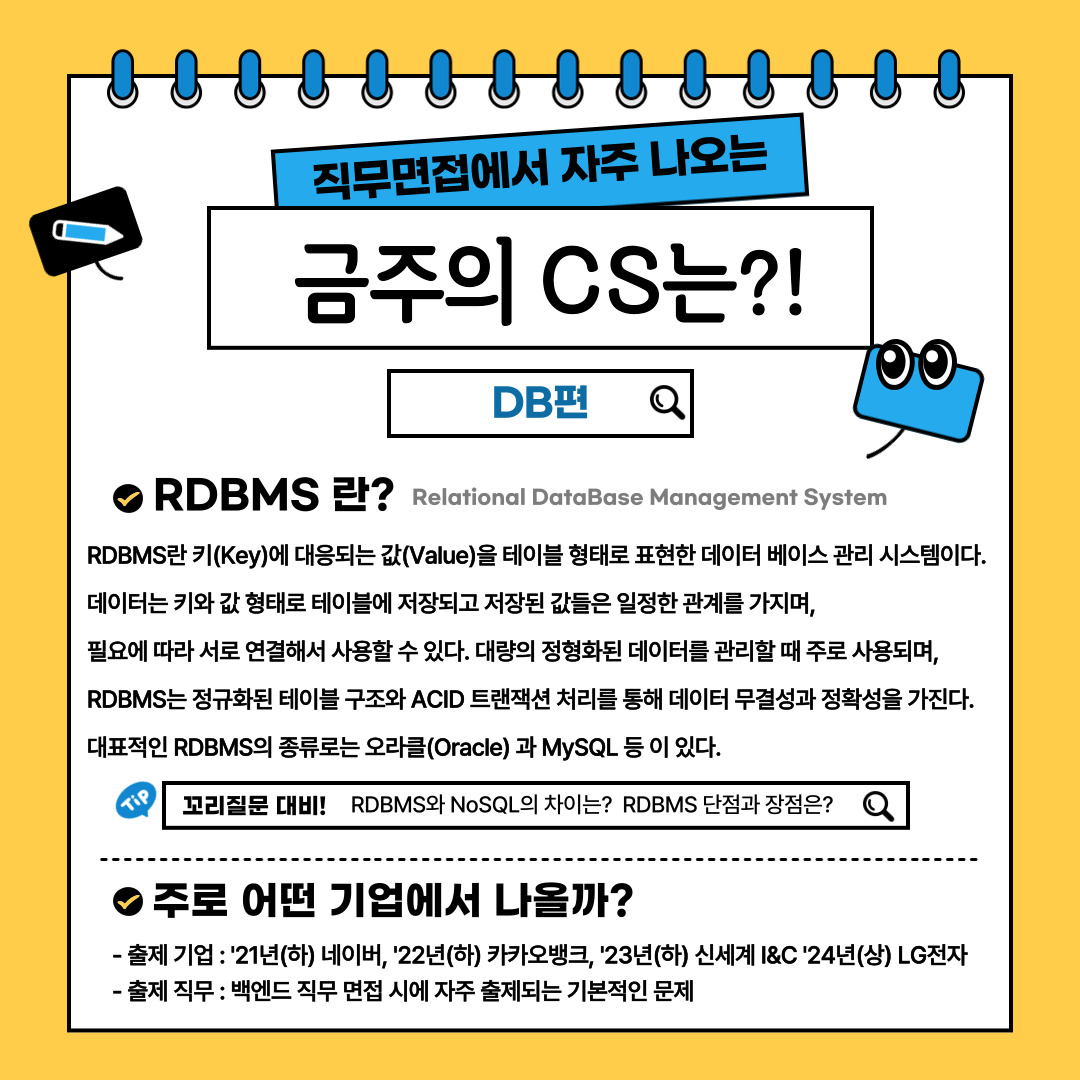 직무면접에서 자주 나오는
금주의 CS는?!
DB편
RDBMS 란? Relational DataBase Management System
RDBMS란 키(Key)에 대응되는 값(Value)을 테이블 형태로 표현한 데이터 베이스 관리 시스템이다.
데이터는 키와 값 형태로 테이블에 저장되고 저장된 값들은 일정한 관계를 가지며,
필요에 따라 서로 연결해서 사용할 수 있다. 대량의 정형화된 데이터를 관리할 때 주로 사용되며,
RDBMS는 정규화된 테이블 구조와 ACID 트랜잭션 처리를 통해 데이터 무결성과 정확성을 가진다.
대표적인 RDBMS의 종류로는 오라클(Oracle) 과 MySQL 등 이 있다.
Tip 꼬리질문 대비! RDBMS와 NoSQL의 차이는? RDBMS 단점과 장점은?
주로 어떤 기업에서 나올까?
- 출제 기업 : '21년(하) 네이버, '22년(하) 카카오뱅크, '23년(하) 신세계 I&C '24년(상) LG전자
- 출제 직무 : 백엔드 직무 면접 시에 자주 출제되는 기본적인 문제